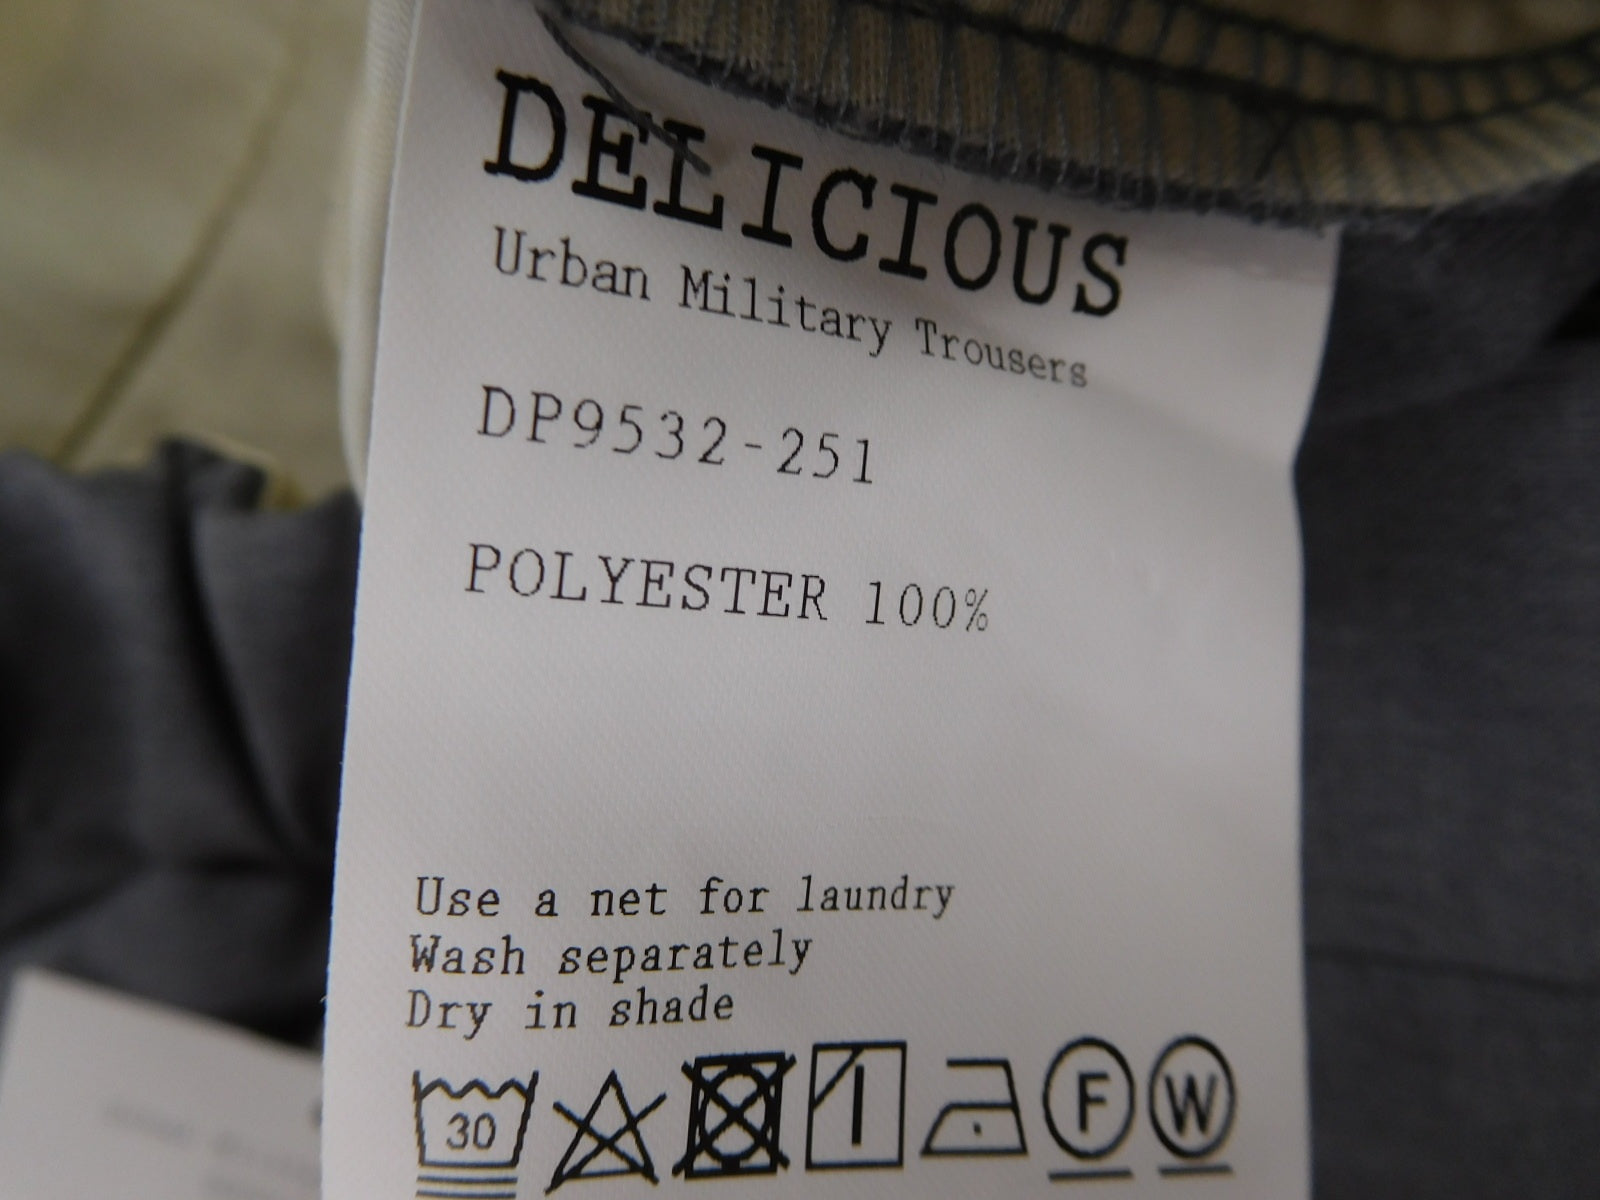 DELICIOUS
Urban Military Trousers
DP9532-251
POLYESTER 100%
Use a net for laundry
Wash separately
Dry in shade
30 F W